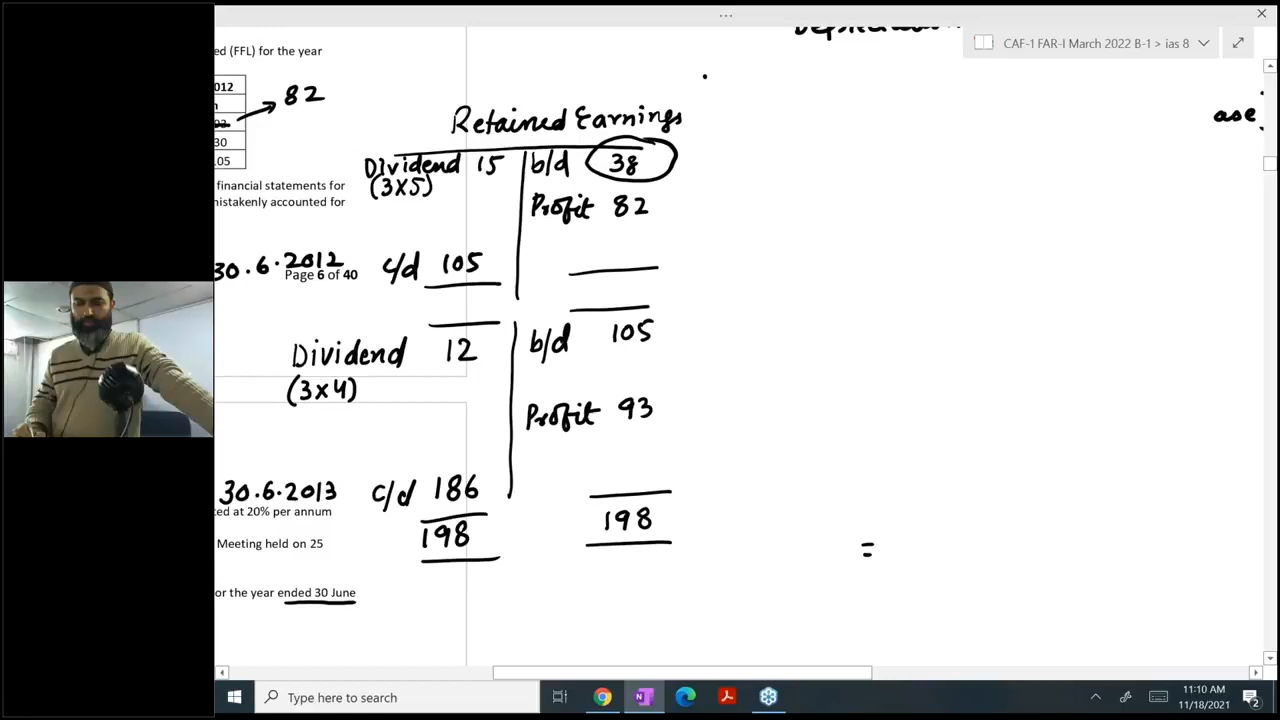 CAF-1 FAR-I March 2022 B-1 > ias 8
ed (FFL) for the year
012
30
05
82
financial statements for
mistakenly accounted for
30.6.2012
Page 6 of 40
Retained Earnings
Dividend 15 b/d 38
(3x5)
Profit 82
c/d 105
Dividend 12 b/d 105
(3x4)
Profit 93
30.6.2013 c/d 186
198 198
ted at 20% per annum
Meeting held on 25
or the year ended 30 June
=
ase
Type here to search
11:10 AM
11/18/2021
2